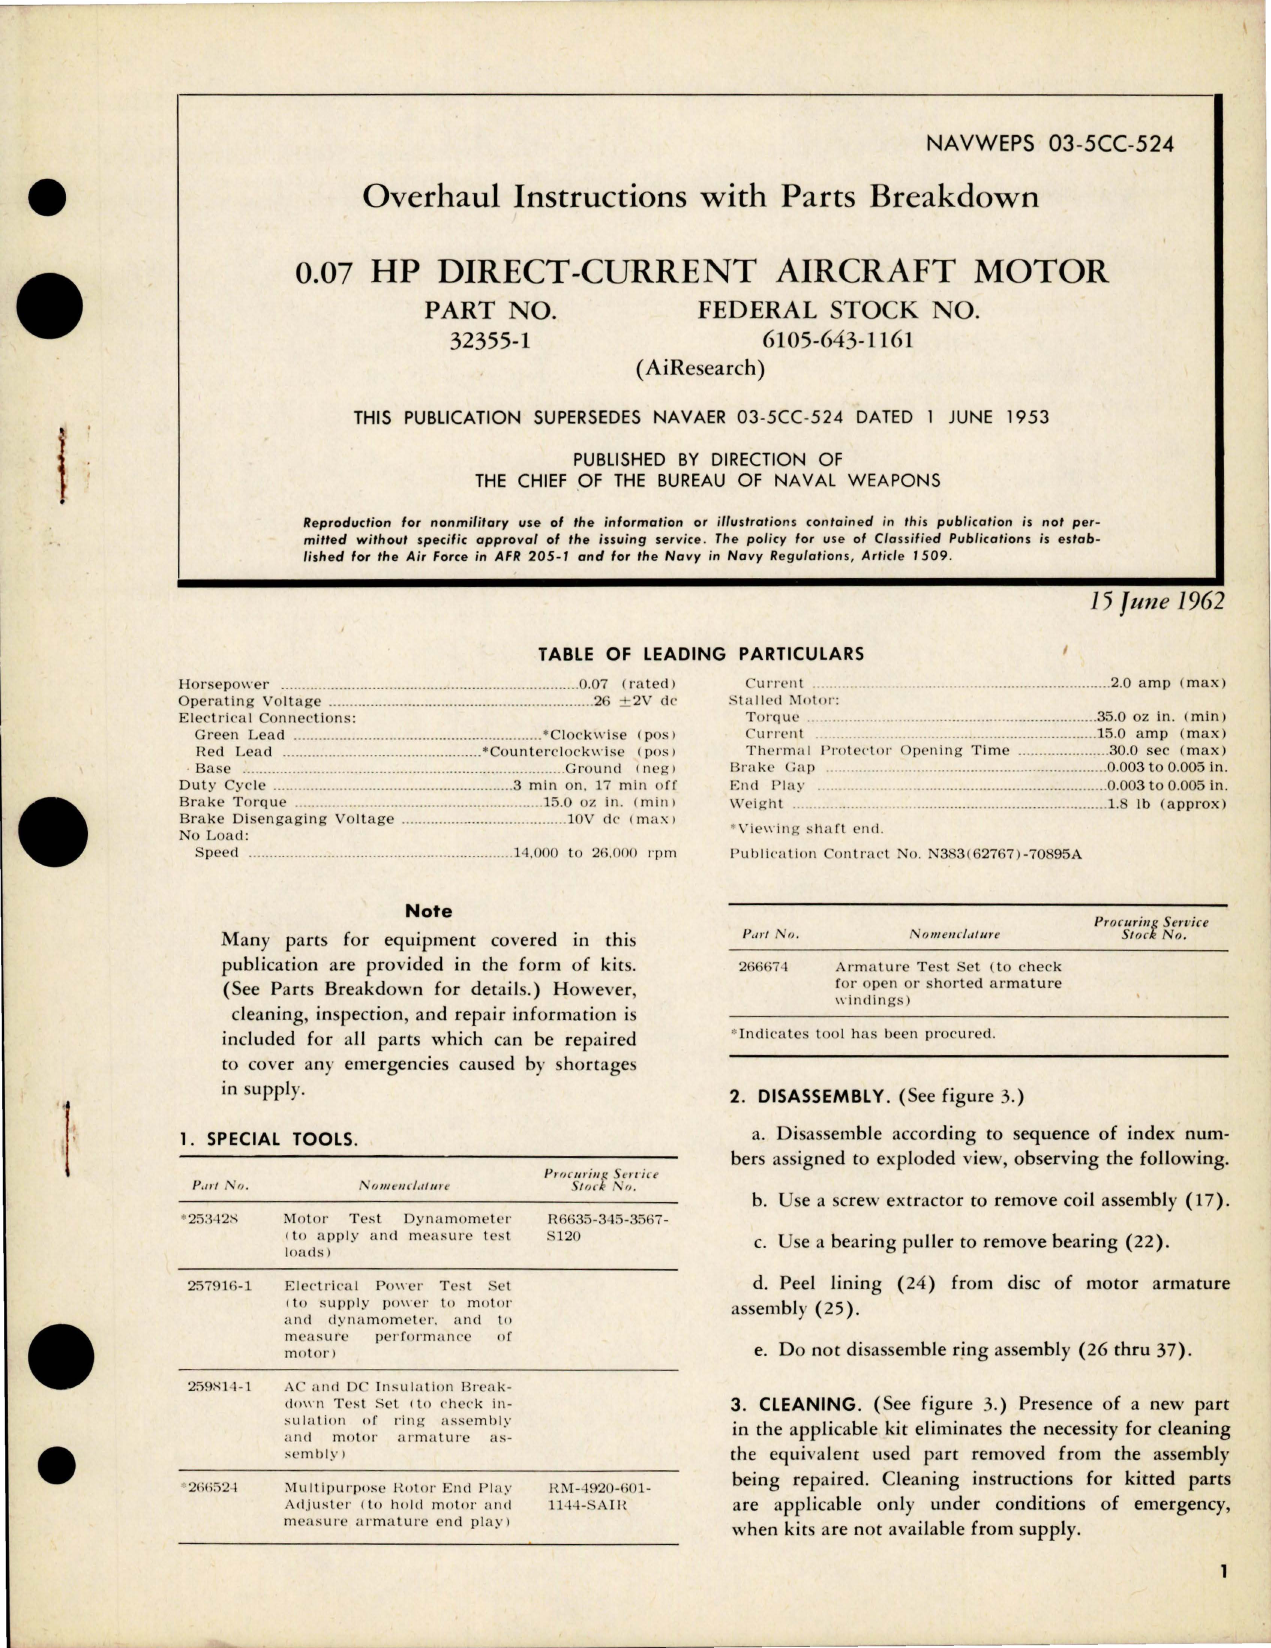 NAVWEPS 03-5CC-524
Overhaul Instructions with Parts Breakdown
0.07 HP DIRECT-CURRENT AIRCRAFT MOTOR
PART NO. FEDERAL STOCK NO.
32355-1 6105-643-1161
(AiResearch)
THIS PUBLICATION SUPERSEDES NAVAER 03-5CC-524 DATED 1 JUNE 1953
PUBLISHED BY DIRECTION OF
THE CHIEF OF THE BUREAU OF NAVAL WEAPONS
Reproduction for nonmilitary use of the information or illustrations contained in this publication is not per-
mitted without specific approval of the issuing service. The policy for use of Classified Publications is estab-
lished for the Air Force in AFR 205-1 and for the Navy in Navy Regulations, Article 1509.
15 June 1962
TABLE OF LEADING PARTICULARS
Horsepower ........ 0.07 (rated)
Operating Voltage ........ 26 ±2V dc
Electrical Connections:
Green Lead ........ *Clockwise (pos)
Red Lead ........ *Counterclockwise (pos)
Base ........ Ground (neg)
Duty Cycle ........ 3 min on, 17 min off
Brake Torque ........ 15.0 oz in. (min)
Brake Disengaging Voltage ........ 10V dc (max)
No Load:
Speed ........ 14,000 to 26,000 rpm
Current ........ 2.0 amp (max)
Stalled Motor:
Torque ........ 35.0 oz in. (min)
Current ........ 15.0 amp (max)
Thermal Protector Opening Time ........ 30.0 sec (max)
Brake Gap ........ 0.003 to 0.005 in.
End Play ........ 0.003 to 0.005 in.
Weight ........ 1.8 lb (approx)
*Viewing shaft end.
Publication Contract No. N383(62767)-70895A
Note
Many parts for equipment covered in this
publication are provided in the form of kits.
(See Parts Breakdown for details.) However,
cleaning, inspection, and repair information is
included for all parts which can be repaired
to cover any emergencies caused by shortages
in supply.
1. SPECIAL TOOLS.
Part No. Nomenclature Procuring Service
Stock No.
*253428 Motor Test Dynamometer R6635-345-3567-
(to apply and measure test S120
loads)
257916-1 Electrical Power Test Set
(to supply power to motor
and dynamometer, and to
measure performance of
motor)
259814-1 AC and DC Insulation Break-
down Test Set (to check in-
sulation of ring assembly
and motor armature as-
sembly)
*266524 Multipurpose Rotor End Play RM-4920-601-
Adjuster (to hold motor and 1144-SAIR
measure armature end play)
Part No. Nomenclature Procuring Service
Stock No.
266674 Armature Test Set (to check
for open or shorted armature
windings)
*Indicates tool has been procured.
2. DISASSEMBLY. (See figure 3.)
a. Disassemble according to sequence of index num-
bers assigned to exploded view, observing the following.
b. Use a screw extractor to remove coil assembly (17).
c. Use a bearing puller to remove bearing (22).
d. Peel lining (24) from disc of motor armature
assembly (25).
e. Do not disassemble ring assembly (26 thru 37).
3. CLEANING. (See figure 3.) Presence of a new part
in the applicable kit eliminates the necessity for cleaning
the equivalent used part removed from the assembly
being repaired. Cleaning instructions for kitted parts
are applicable only under conditions of emergency,
when kits are not available from supply.
1